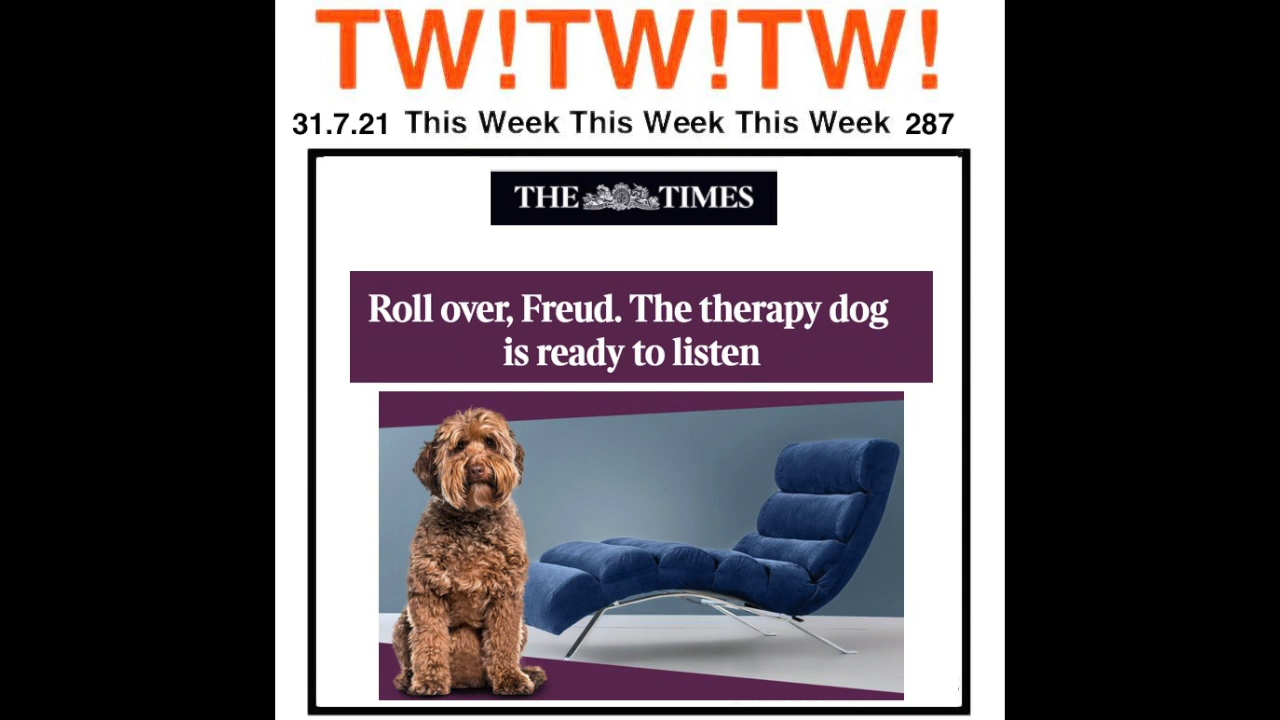 TW!TW!TW!
31.7.21 This Week This Week This Week 287
THE TIMES
Roll over, Freud. The therapy dog
is ready to listen